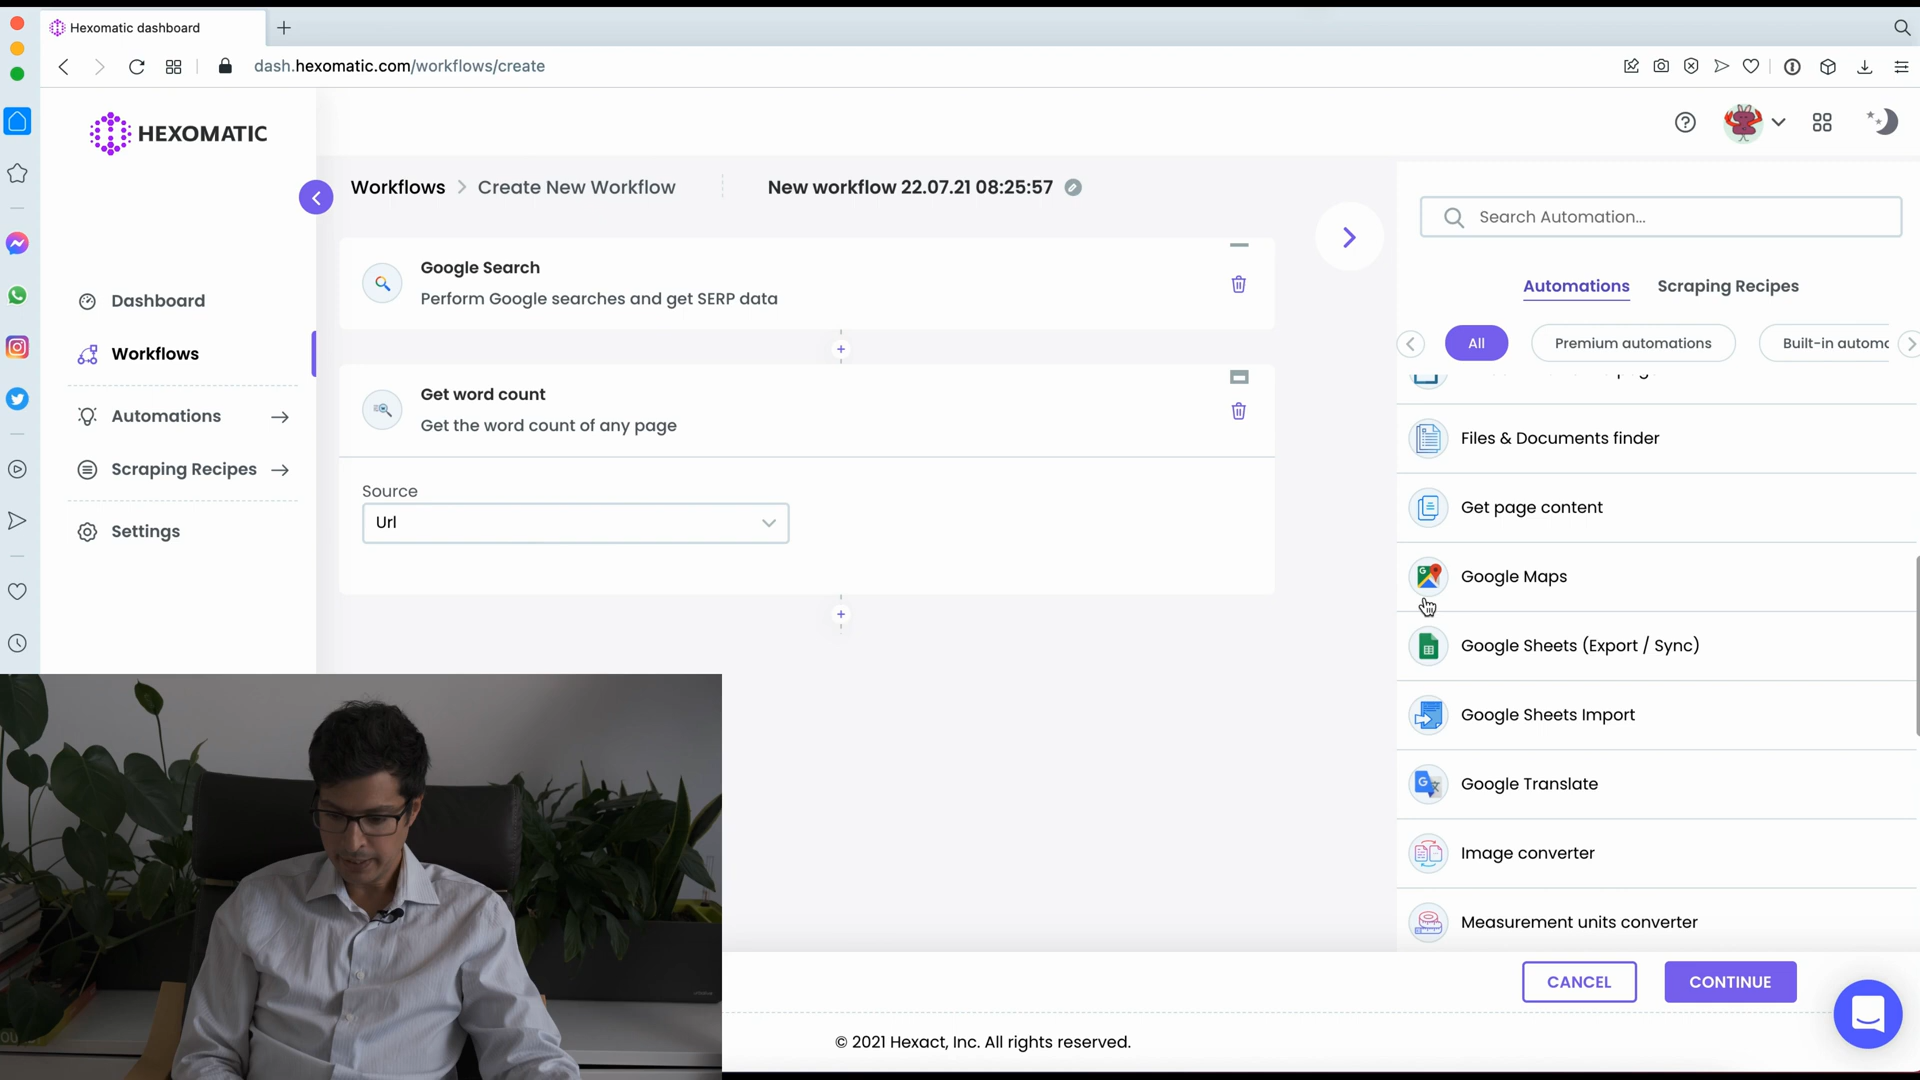 Hexomatic dashboard
dash.hexomatic.com/workflows/create
HEXOMATIC
Dashboard
Workflows
Automations
Scraping Recipes
Settings
Workflows > Create New Workflow
New workflow 22.07.21 08:25:57
Google Search
Perform Google searches and get SERP data
Get word count
Get the word count of any page
Source
Url
Search Automation...
Automations Scraping Recipes
All Premium automations Built-in automa
Files & Documents finder
Get page content
Google Maps
Google Sheets (Export / Sync)
Google Sheets Import
Google Translate
Image converter
Measurement units converter
CANCEL CONTINUE
© 2021 Hexact, Inc. All rights reserved.